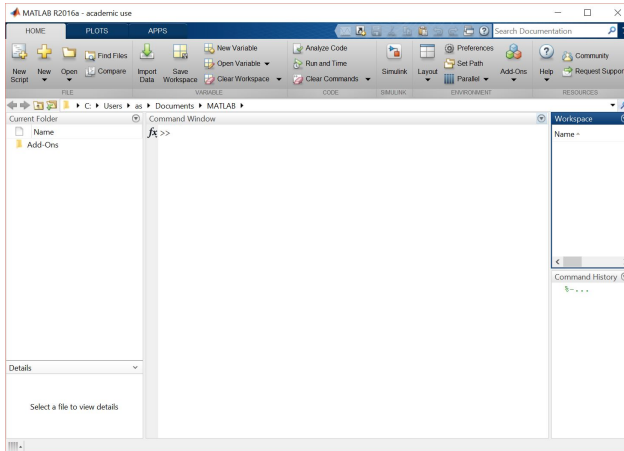 MATLAB R2016a - academic use
HOME PLOTS APPS
Search Documentation
New Script
New
Open
Find Files
Compare
Import Data
Save Workspace
New Variable
Open Variable
Clear Workspace
Analyze Code
Run and Time
Clear Commands
Simulink
Layout
Preferences
Set Path
Parallel
Add-Ons
Help
Community
Request Suppor
FILE VARIABLE CODE SIMULINK ENVIRONMENT RESOURCES
C: Users as Documents MATLAB
Current Folder
Name
Add-Ons
Command Window
fx >>
Workspace
Name
Command History
%-...
Details
Select a file to view details